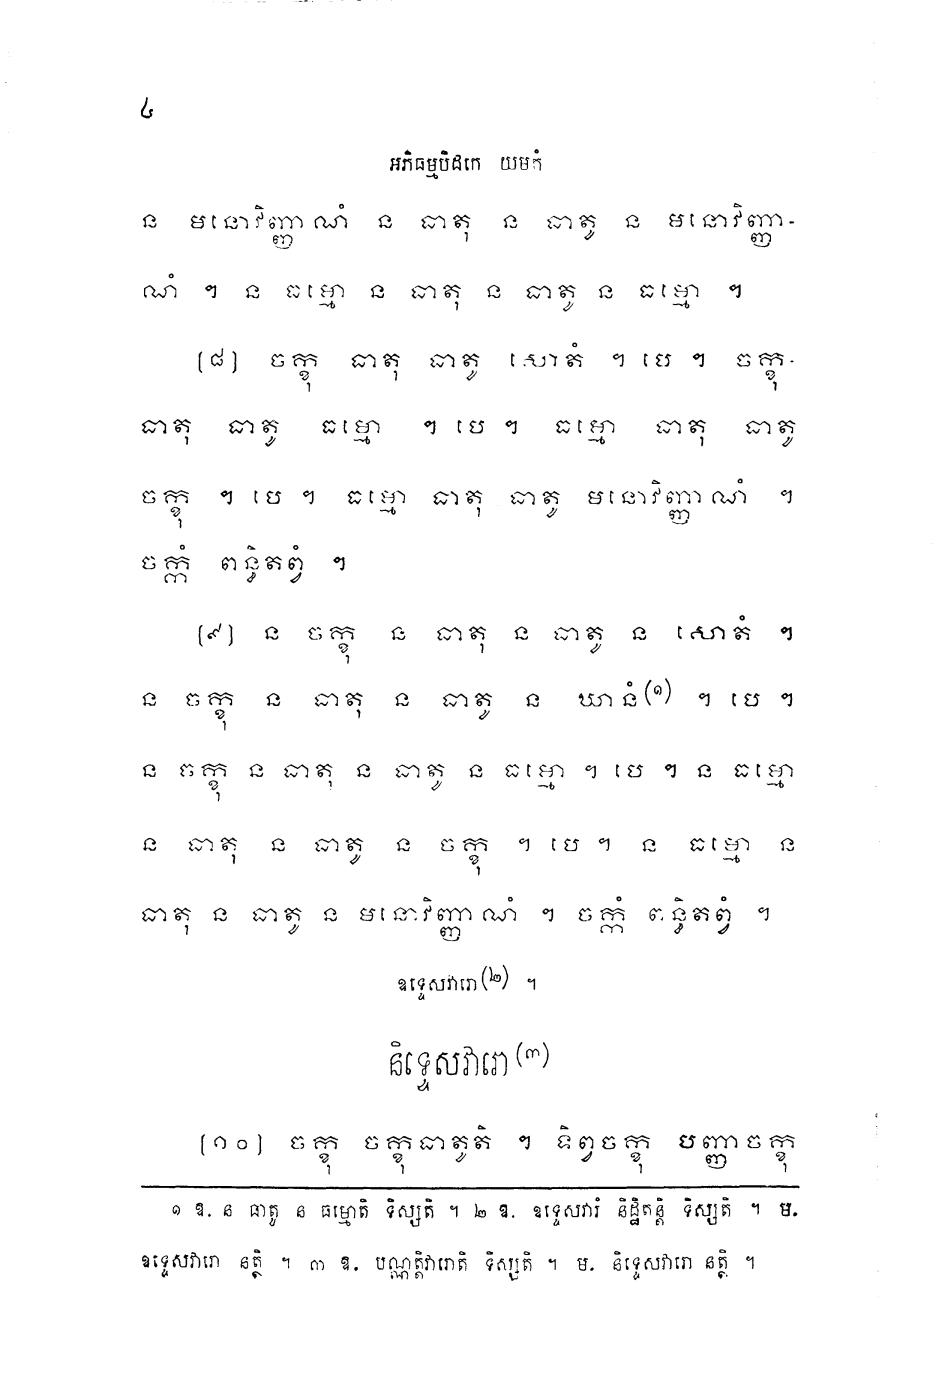 ៤
អភិធម្មបិដកេ យមកំ
ន មនោវិញ្ញាណំ ន ធាតុ ន ធាតូ ន មនោវិញ្ញា-
ណំ ។ ន ធម្មោ ន ធាតុ ន ធាតូ ន ធម្មោ ។
(៨) ចក្ខុ ធាតុ ធាតូ សោតំ ។ បេ ។ ចក្ខុ-
ធាតុ ធាតូ ធម្មោ ។ បេ ។ ធម្មោ ធាតុ ធាតូ
ចក្ខុ ។ បេ ។ ធម្មោ ធាតុ ធាតូ មនោវិញ្ញាណំ ។
ចក្កំ ពន្ធិតព្វំ ។
(៩) ន ចក្ខុ ន ធាតុ ន ធាតូ ន សោតំ ។
ន ចក្ខុ ន ធាតុ ន ធាតូ ន ឃានំ(១) ។ បេ ។
ន ចក្ខុ ន ធាតុ ន ធាតូ ន ធម្មោ ។ បេ ។ ន ធម្មោ
ន ធាតុ ន ធាតូ ន ចក្ខុ ។ បេ ។ ន ធម្មោ ន
ធាតុ ន ធាតូ ន មនោវិញ្ញាណំ ។ ចក្កំ ពន្ធិតព្វំ ។
ឧទ្ទេសវារោ(២) ។
និទ្ទេសវារោ(៣)
(១០) ចក្ខុ ចក្ខុធាតូតិ ។ ទិព្វចក្ខុ បញ្ញាចក្ខុ
១ ឱ. ន ធាតូ ន ធម្មោតិ ទិស្សតិ ។ ២ ឱ. ឧទ្ទេសវារំ និដ្ឋិតន្តិ ទិស្សតិ ។ ម.
ឧទ្ទេសវារោ នត្ថិ ។ ៣ ឱ. បណ្ណត្តិវារោតិ ទិស្សតិ ។ ម. និទ្ទេសវារោ នត្ថិ ។